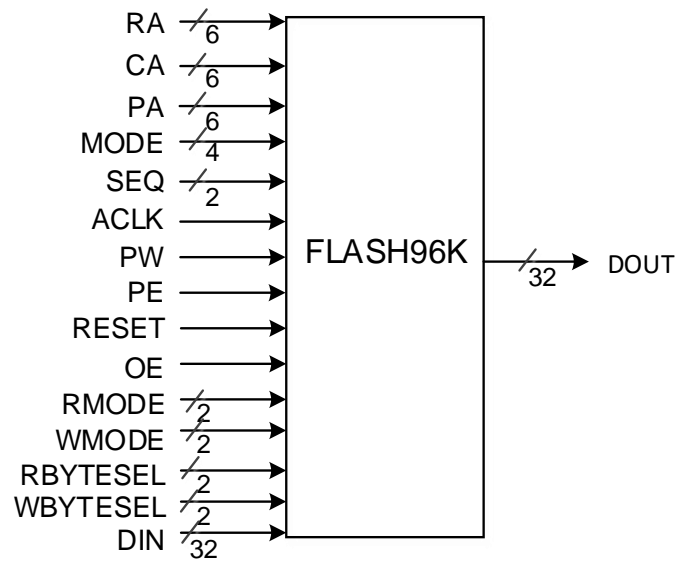 RA
6
CA
6
PA
6
MODE
4
SEQ
2
ACLK
PW
PE
RESET
OE
RMODE
2
WMODE
2
RBYTESEL
2
WBYTESEL
2
DIN
32
FLASH96K
32
DOUT